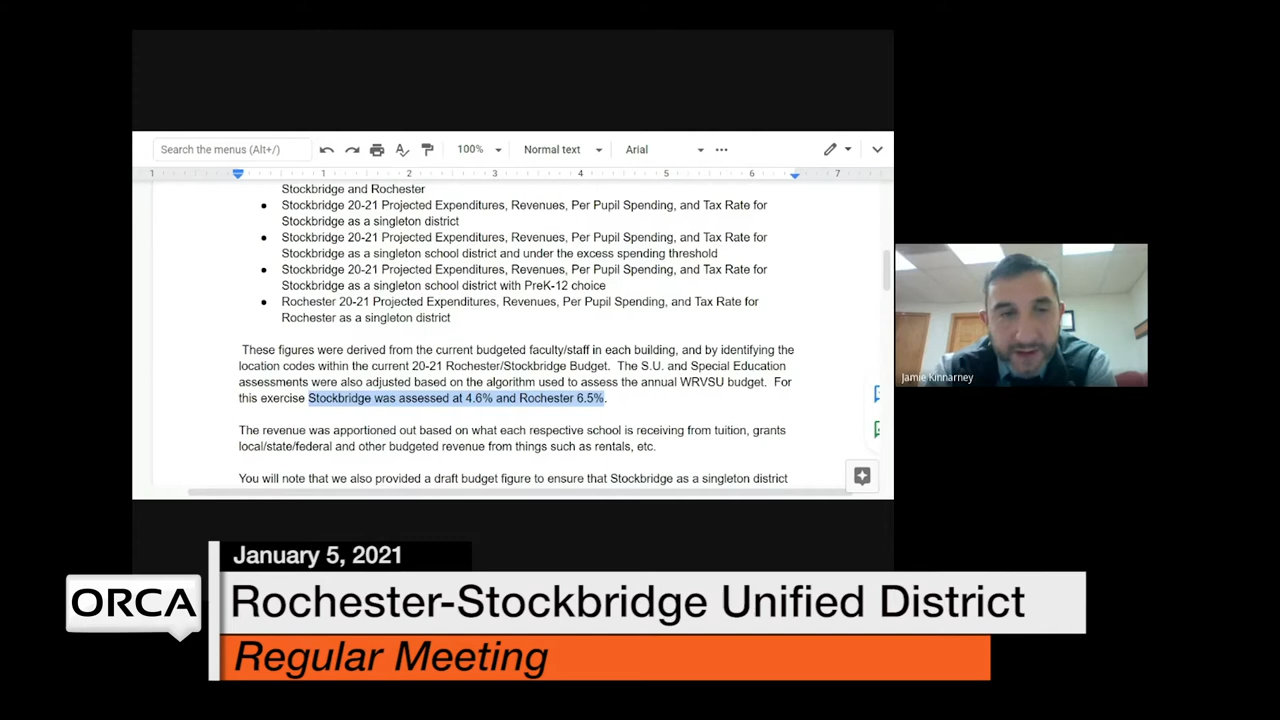 Search the menus (Alt+/)
100%
Normal text
Arial
1 1 2 3 4 5 6 7
Stockbridge and Rochester
● Stockbridge 20-21 Projected Expenditures, Revenues, Per Pupil Spending, and Tax Rate for
Stockbridge as a singleton district
● Stockbridge 20-21 Projected Expenditures, Revenues, Per Pupil Spending, and Tax Rate for
Stockbridge as a singleton school district and under the excess spending threshold
● Stockbridge 20-21 Projected Expenditures, Revenues, Per Pupil Spending, and Tax Rate for
Stockbridge as a singleton school district with PreK-12 choice
● Rochester 20-21 Projected Expenditures, Revenues, Per Pupil Spending, and Tax Rate for
Rochester as a singleton district
These figures were derived from the current budgeted faculty/staff in each building, and by identifying the
location codes within the current 20-21 Rochester/Stockbridge Budget. The S.U. and Special Education
assessments were also adjusted based on the algorithm used to assess the annual WRVSU budget. For
this exercise Stockbridge was assessed at 4.6% and Rochester 6.5%.
The revenue was apportioned out based on what each respective school is receiving from tuition, grants
local/state/federal and other budgeted revenue from things such as rentals, etc.
You will note that we also provided a draft budget figure to ensure that Stockbridge as a singleton district
Jamie Kinnarney
January 5, 2021
ORCA
Rochester-Stockbridge Unified District
Regular Meeting